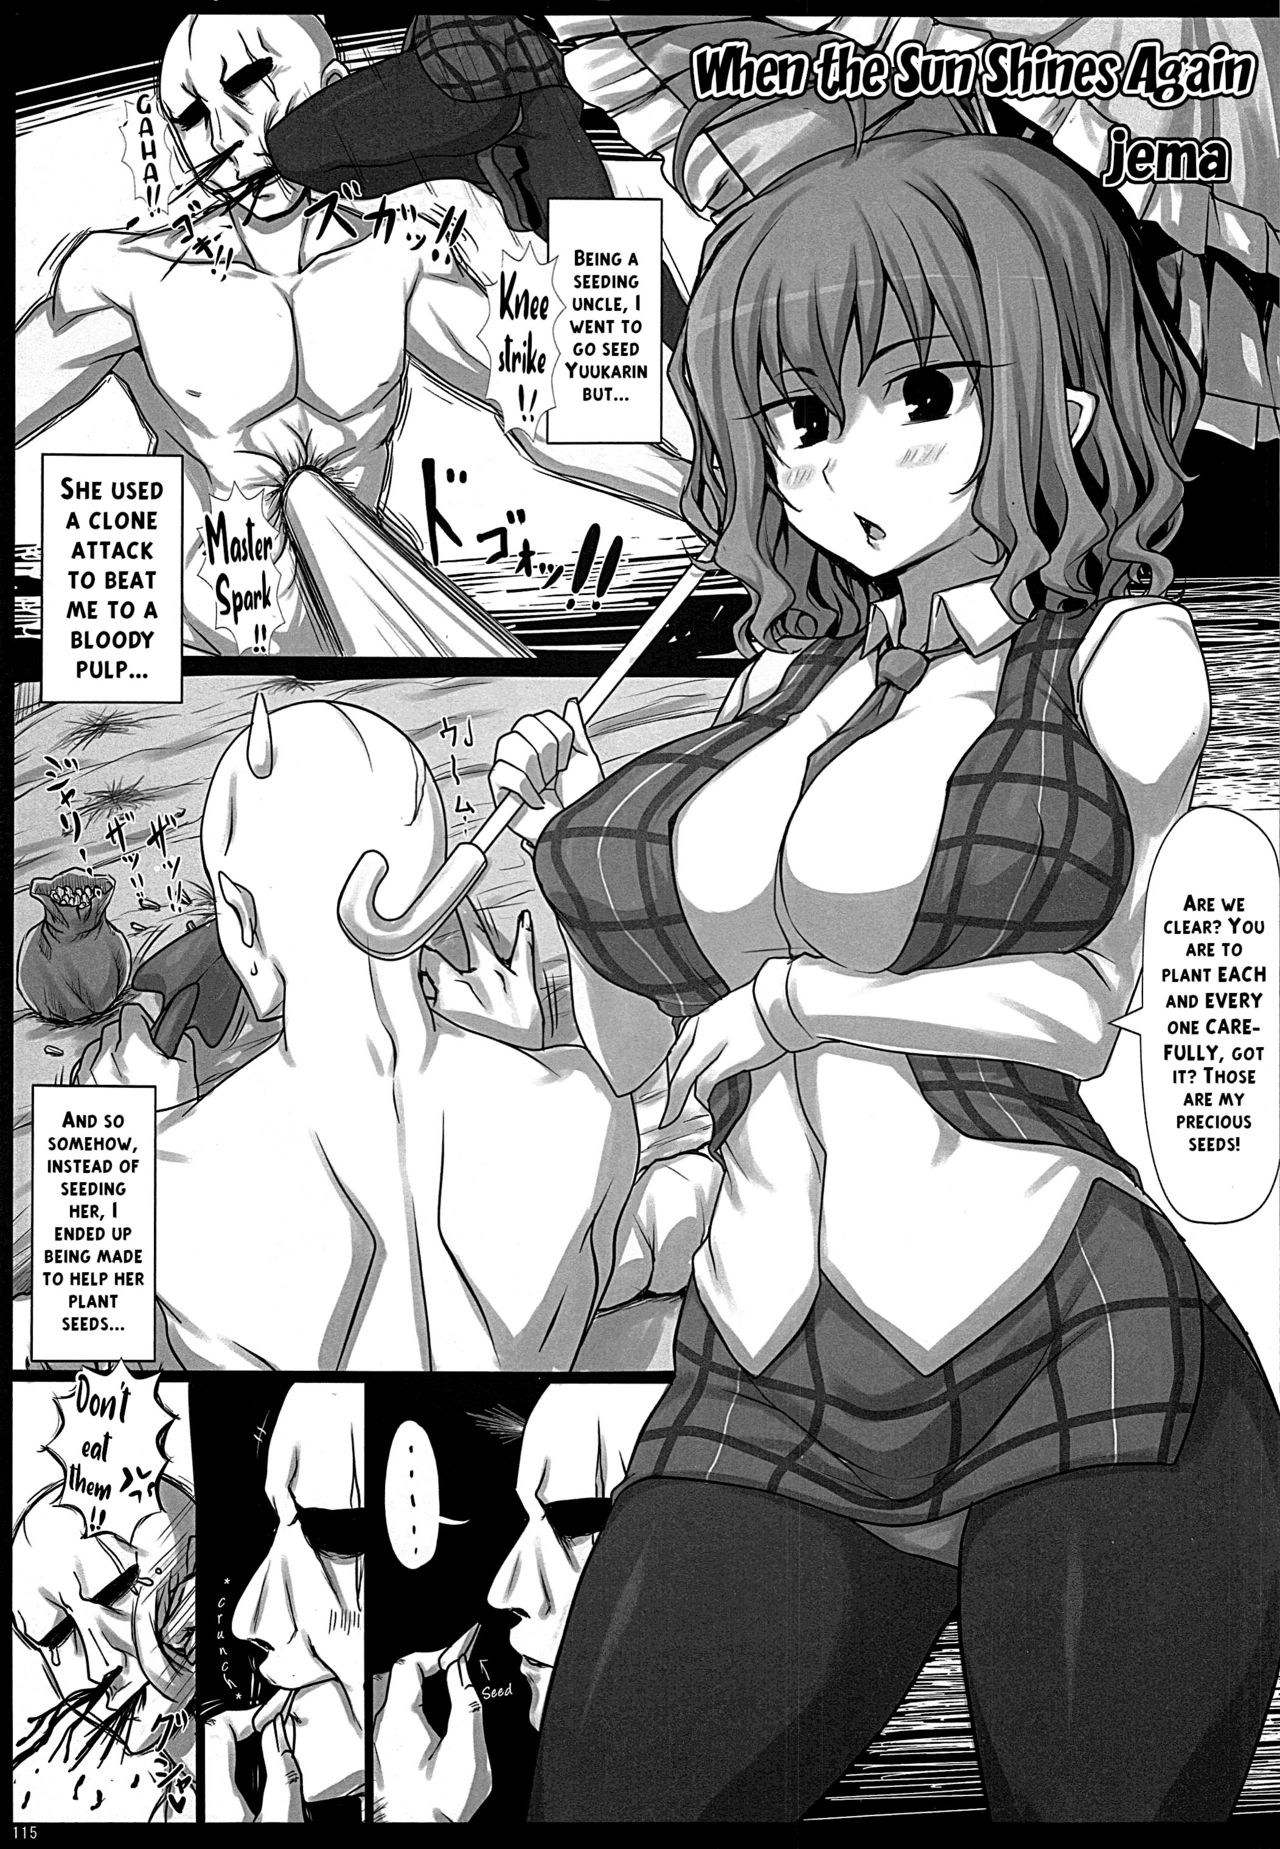 When the Sun Shines Again
jema
GAHA!!
ゴキー!!
ズガッ!!
Knee
strike!!
Being a
seeding
uncle, I
went to
go seed
Yuukarin
but...
She used
a clone
attack
to beat
me to a
bloody
pulp...
Master
Spark!!
ドゴォッ!!
ウーム
ジャリ
ザッ
ザッ!!
Are we
clear? You
are to
plant EACH
and EVERY
one CARE-
FULLY, got
it? Those
are my
precious
seeds!
And so
somehow,
instead of
seeding
her, I
ended up
being made
to help her
plant
seeds...
....
Seed
*crunch*
Don't
eat
them!!
グシャ
115